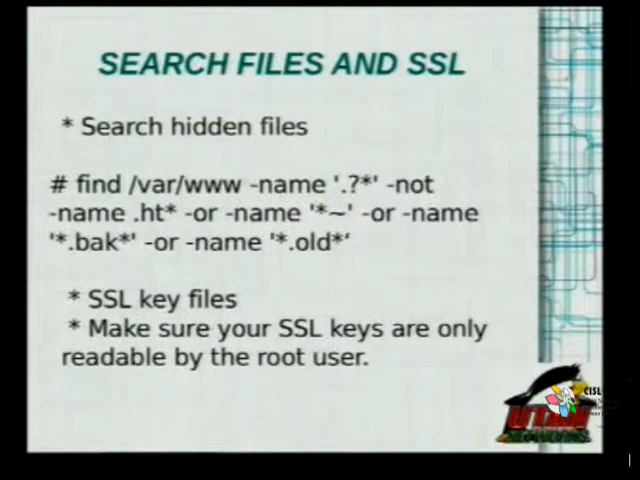 SEARCH FILES AND SSL
* Search hidden files
# find /var/www -name '.?*' -not
-name .ht* -or -name '*~' -or -name
'*.bak*' -or -name '*.old*‘
* SSL key files
* Make sure your SSL keys are only
readable by the root user.
CISL